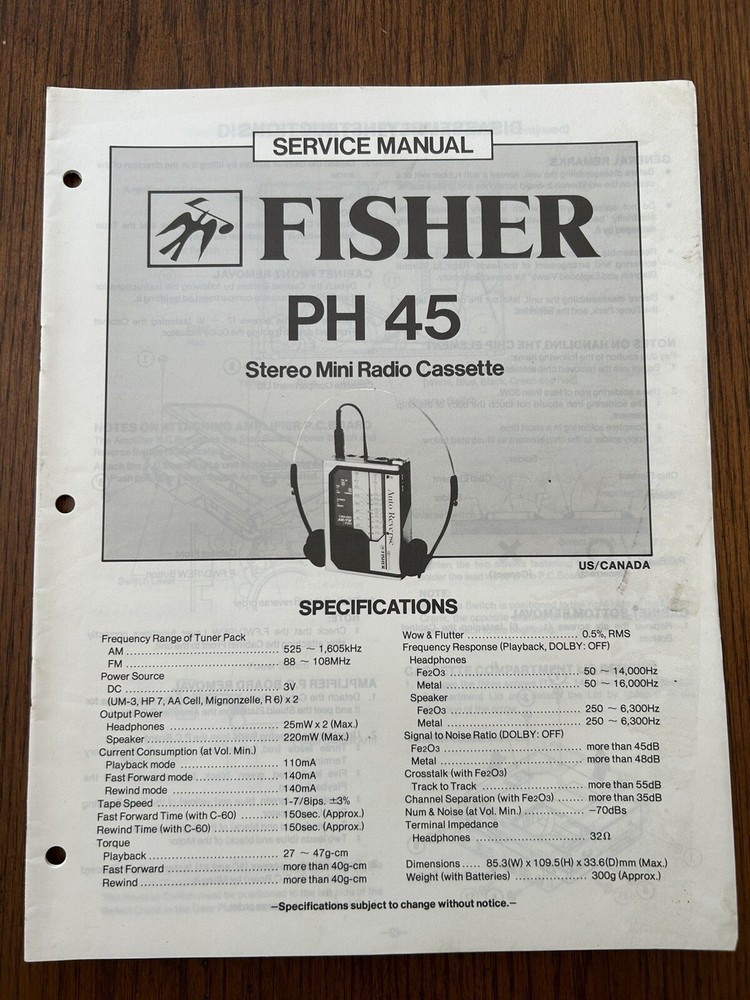 SERVICE MANUAL
FISHER
PH 45
Stereo Mini Radio Cassette
Auto Reverse
FISHER
US/CANADA
SPECIFICATIONS
Frequency Range of Tuner Pack
AM ........ 525 ~ 1,605kHz
FM ........ 88 ~ 108MHz
Power Source
DC ........ 3V
(UM-3, HP 7, AA Cell, Mignonzelle, R 6) x 2
Output Power
Headphones ........ 25mW x 2 (Max.)
Speaker ........ 220mW (Max.)
Current Consumption (at Vol. Min.)
Playback mode ........ 110mA
Fast Forward mode ........ 140mA
Rewind mode ........ 140mA
Tape Speed ........ 1-7/8ips. ±3%
Fast Forward Time (with C-60) ........ 150sec. (Approx.)
Rewind Time (with C-60) ........ 150sec. (Approx.)
Torque
Playback ........ 27 ~ 47g-cm
Fast Forward ........ more than 40g-cm
Rewind ........ more than 40g-cm
Wow & Flutter ........ 0.5%, RMS
Frequency Response (Playback, DOLBY: OFF)
Headphones
Fe2O3 ........ 50 ~ 14,000Hz
Metal ........ 50 ~ 16,000Hz
Speaker
Fe2O3 ........ 250 ~ 6,300Hz
Metal ........ 250 ~ 6,300Hz
Signal to Noise Ratio (DOLBY: OFF)
Fe2O3 ........ more than 45dB
Metal ........ more than 48dB
Crosstalk (with Fe2O3)
Track to Track ........ more than 55dB
Channel Separation (with Fe2O3) ....... more than 35dB
Num & Noise (at Vol. Min.) ........ −70dBs
Terminal Impedance
Headphones ........ 32Ω
Dimensions ..... 85.3(W) x 109.5(H) x 33.6(D)mm (Max.)
Weight (with Batteries) ........ 300g (Approx.)
—Specifications subject to change without notice.—